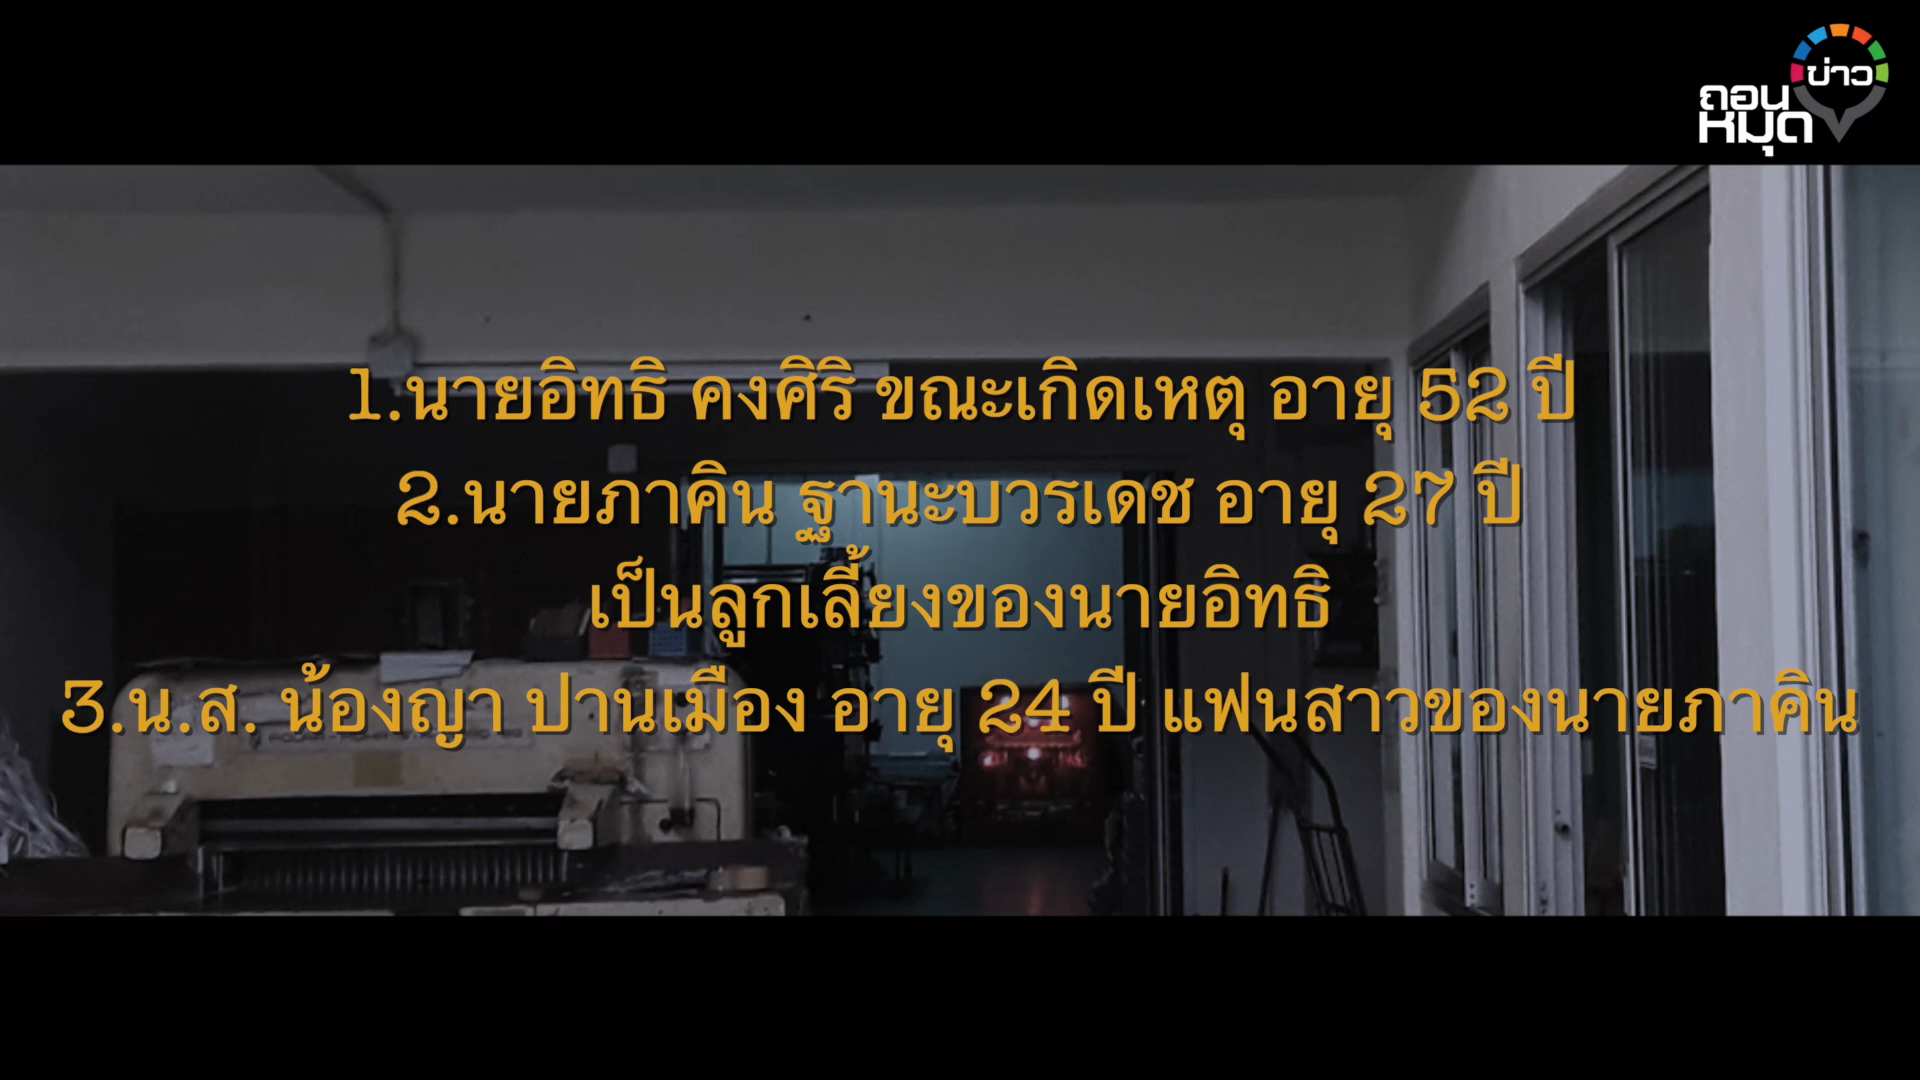 ถอน
หมุด
ข่าว
1.นายอิทธิ คงศิริ ขณะเกิดเหตุ อายุ 52 ปี
2.นายภาคิน ฐานะบวรเดช อายุ 27 ปี
เป็นลูกเลี้ยงของนายอิทธิ
3.น.ส. น้องญา ปานเมือง อายุ 24 ปี แฟนสาวของนายภาคิน